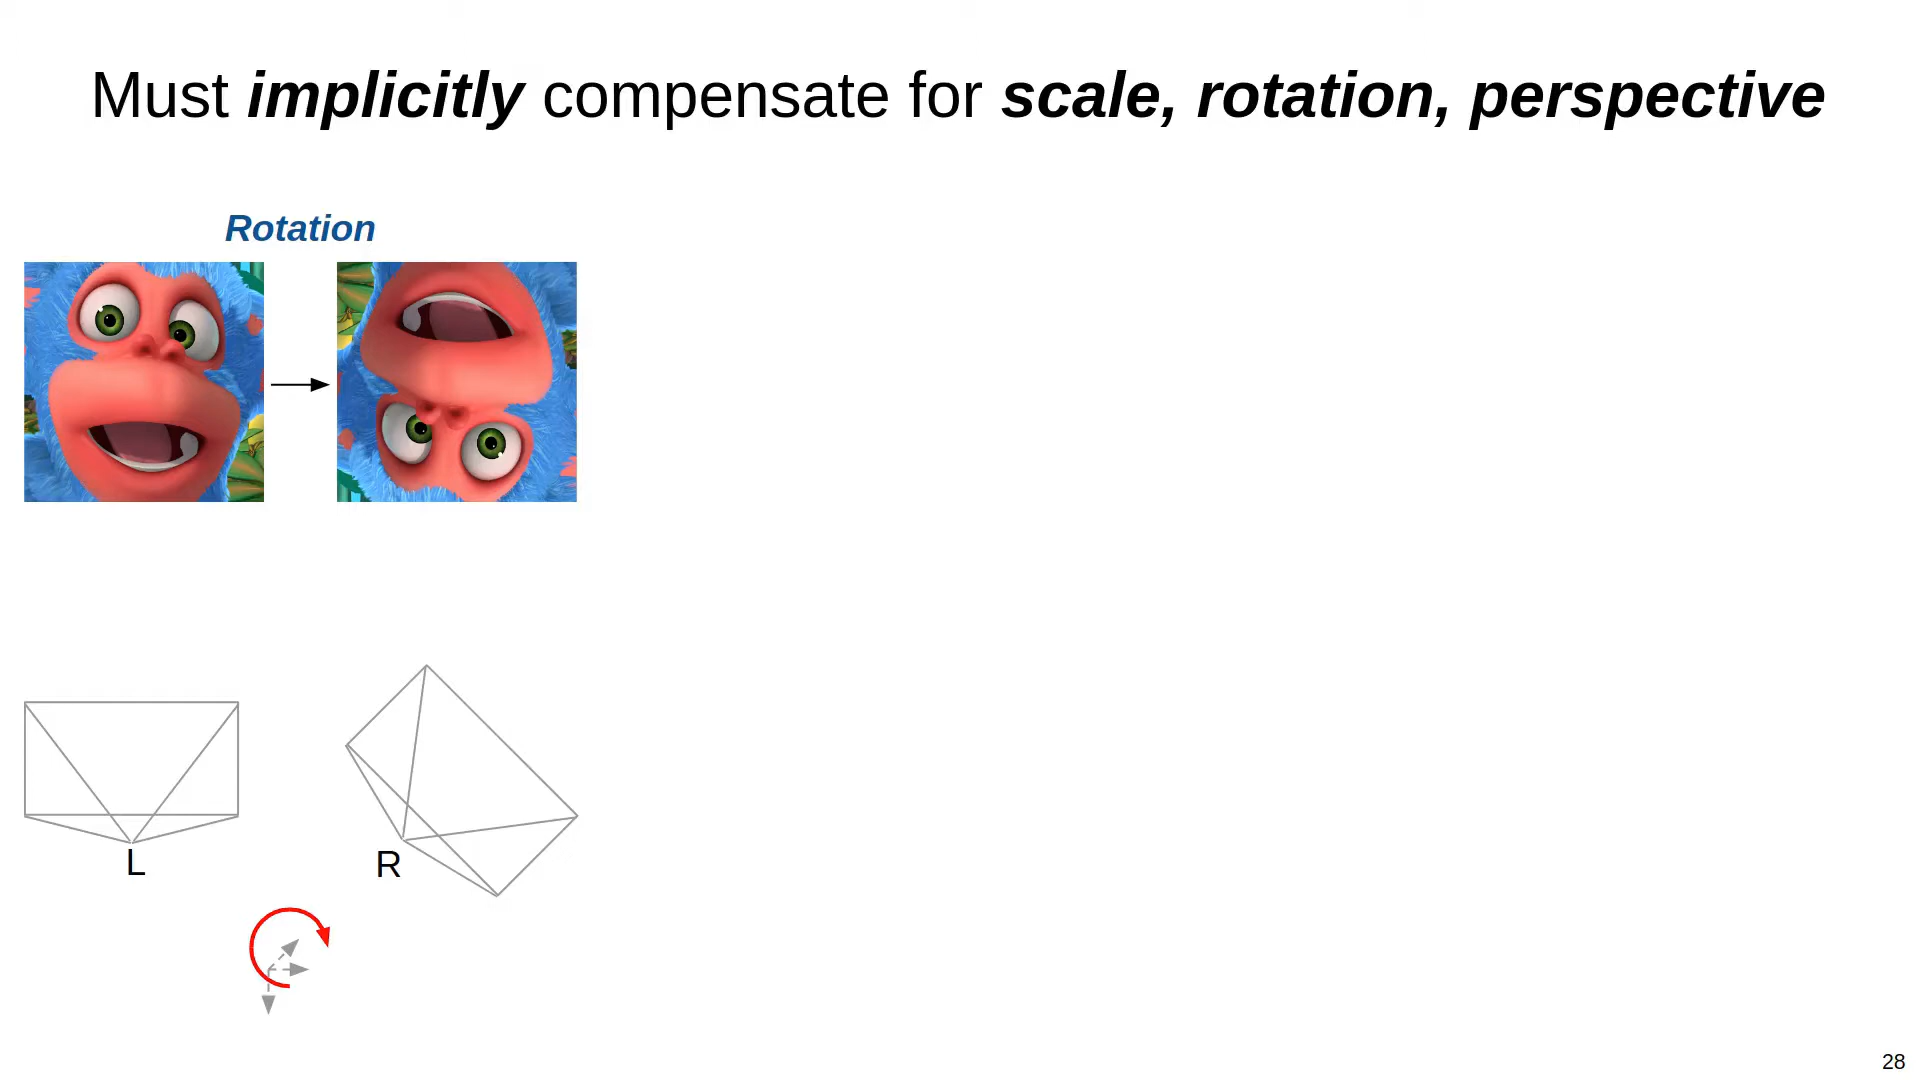 Must implicitly compensate for scale, rotation, perspective
Rotation
L
R
28